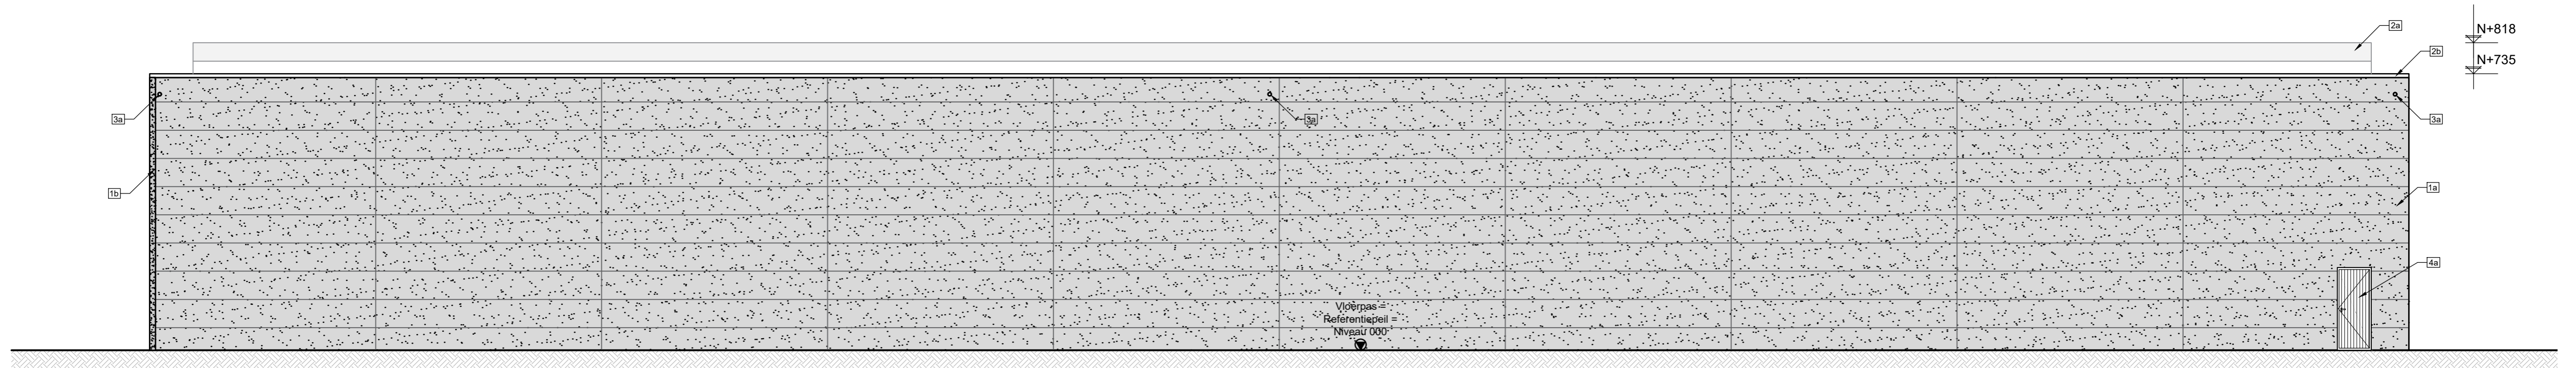 2a
N+818
2b
N+735
3a
3a
3a
1b
1a
4a
Vloerpas =
Referentiepeil =
Niveau 000